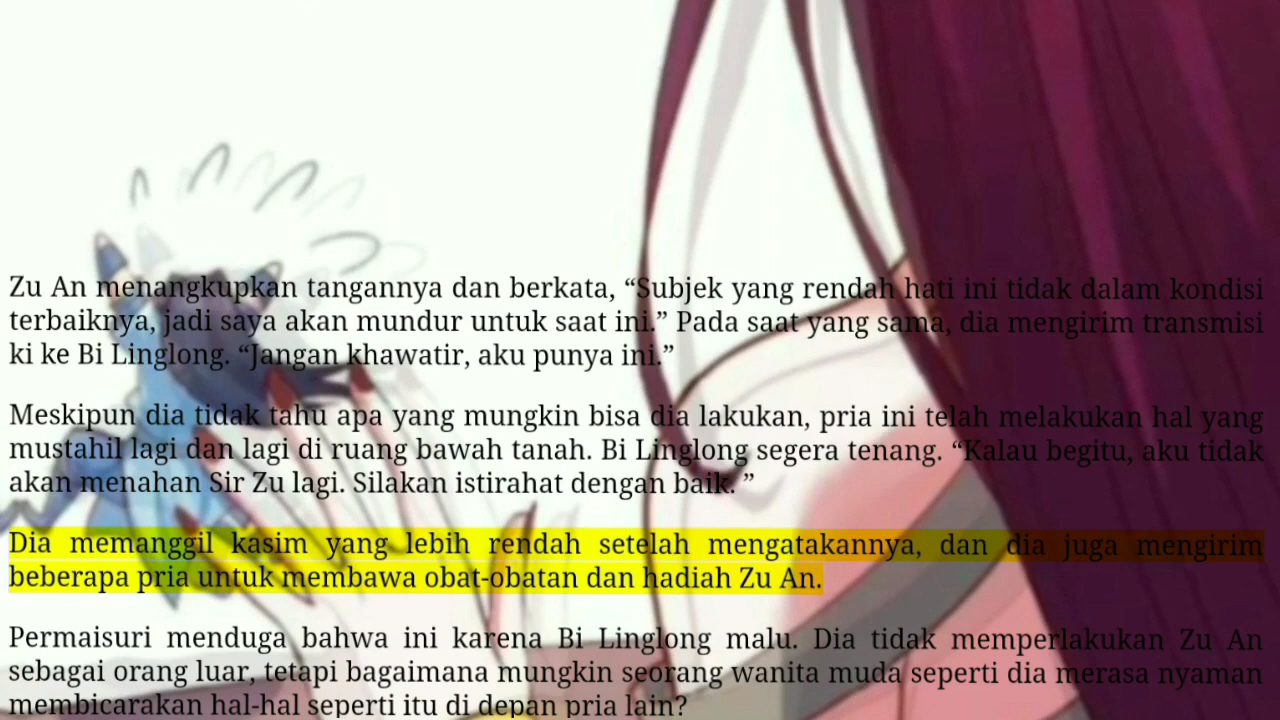 Zu An menangkupkan tangannya dan berkata, “Subjek yang rendah hati ini tidak dalam kondisi
terbaiknya, jadi saya akan mundur untuk saat ini.” Pada saat yang sama, dia mengirim transmisi
ki ke Bi Linglong. “Jangan khawatir, aku punya ini.”
Meskipun dia tidak tahu apa yang mungkin bisa dia lakukan, pria ini telah melakukan hal yang
mustahil lagi dan lagi di ruang bawah tanah. Bi Linglong segera tenang. “Kalau begitu, aku tidak
akan menahan Sir Zu lagi. Silakan istirahat dengan baik. ”
Dia memanggil kasim yang lebih rendah setelah mengatakannya, dan dia juga mengirim
beberapa pria untuk membawa obat-obatan dan hadiah Zu An.
Permaisuri menduga bahwa ini karena Bi Linglong malu. Dia tidak memperlakukan Zu An
sebagai orang luar, tetapi bagaimana mungkin seorang wanita muda seperti dia merasa nyaman
membicarakan hal-hal seperti itu di depan pria lain?